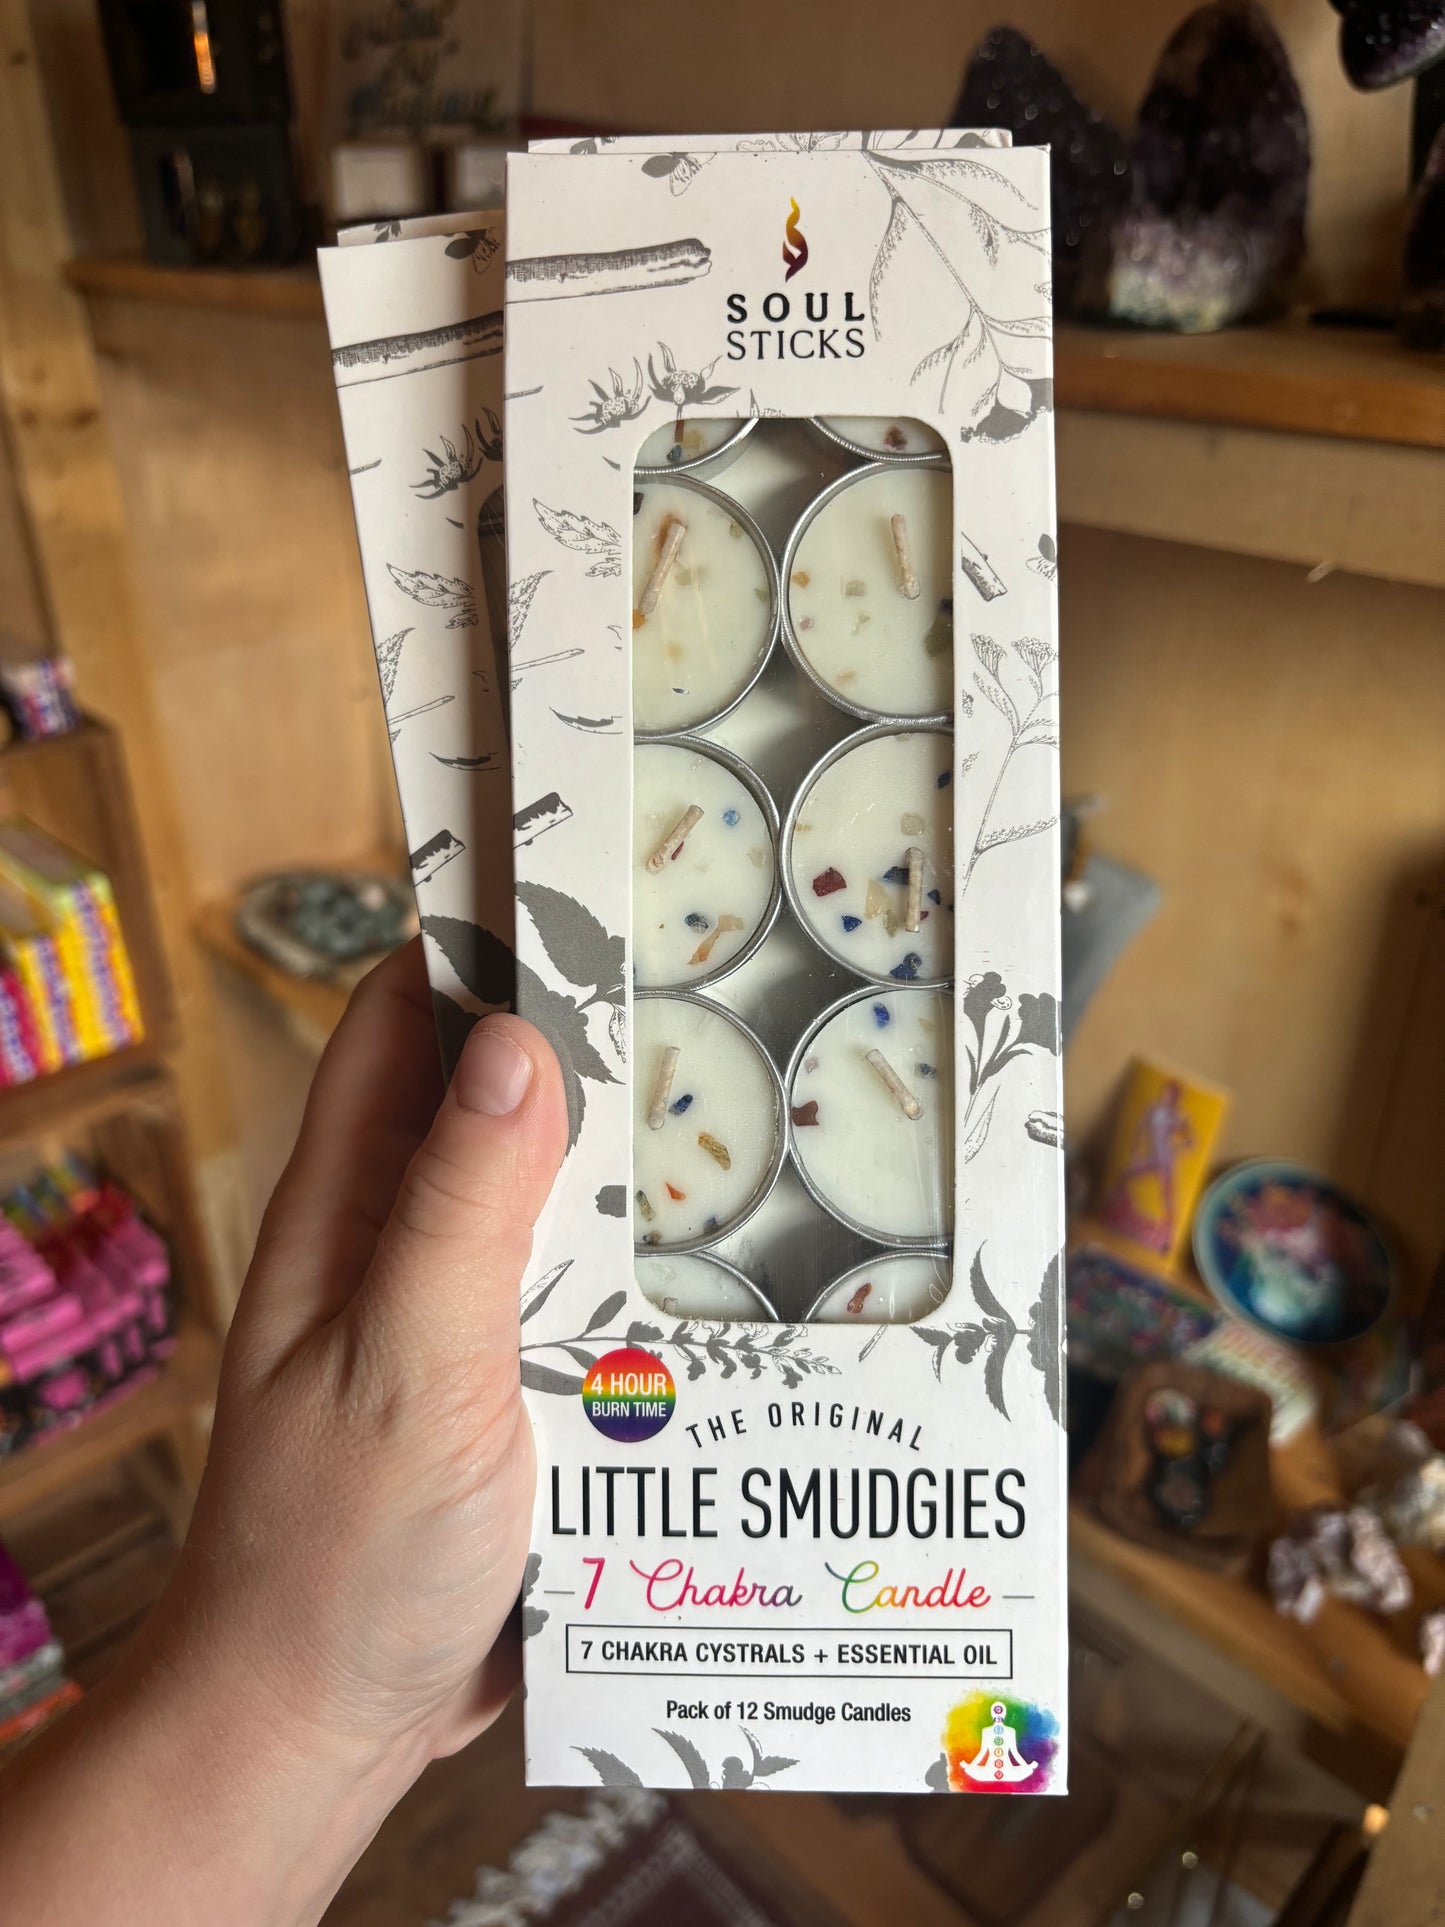 SOUL
STICKS
4 HOUR
BURN TIME
THE ORIGINAL
LITTLE SMUDGIES
7 Chakra Candle
7 CHAKRA CYSTRALS + ESSENTIAL OIL
Pack of 12 Smudge Candles